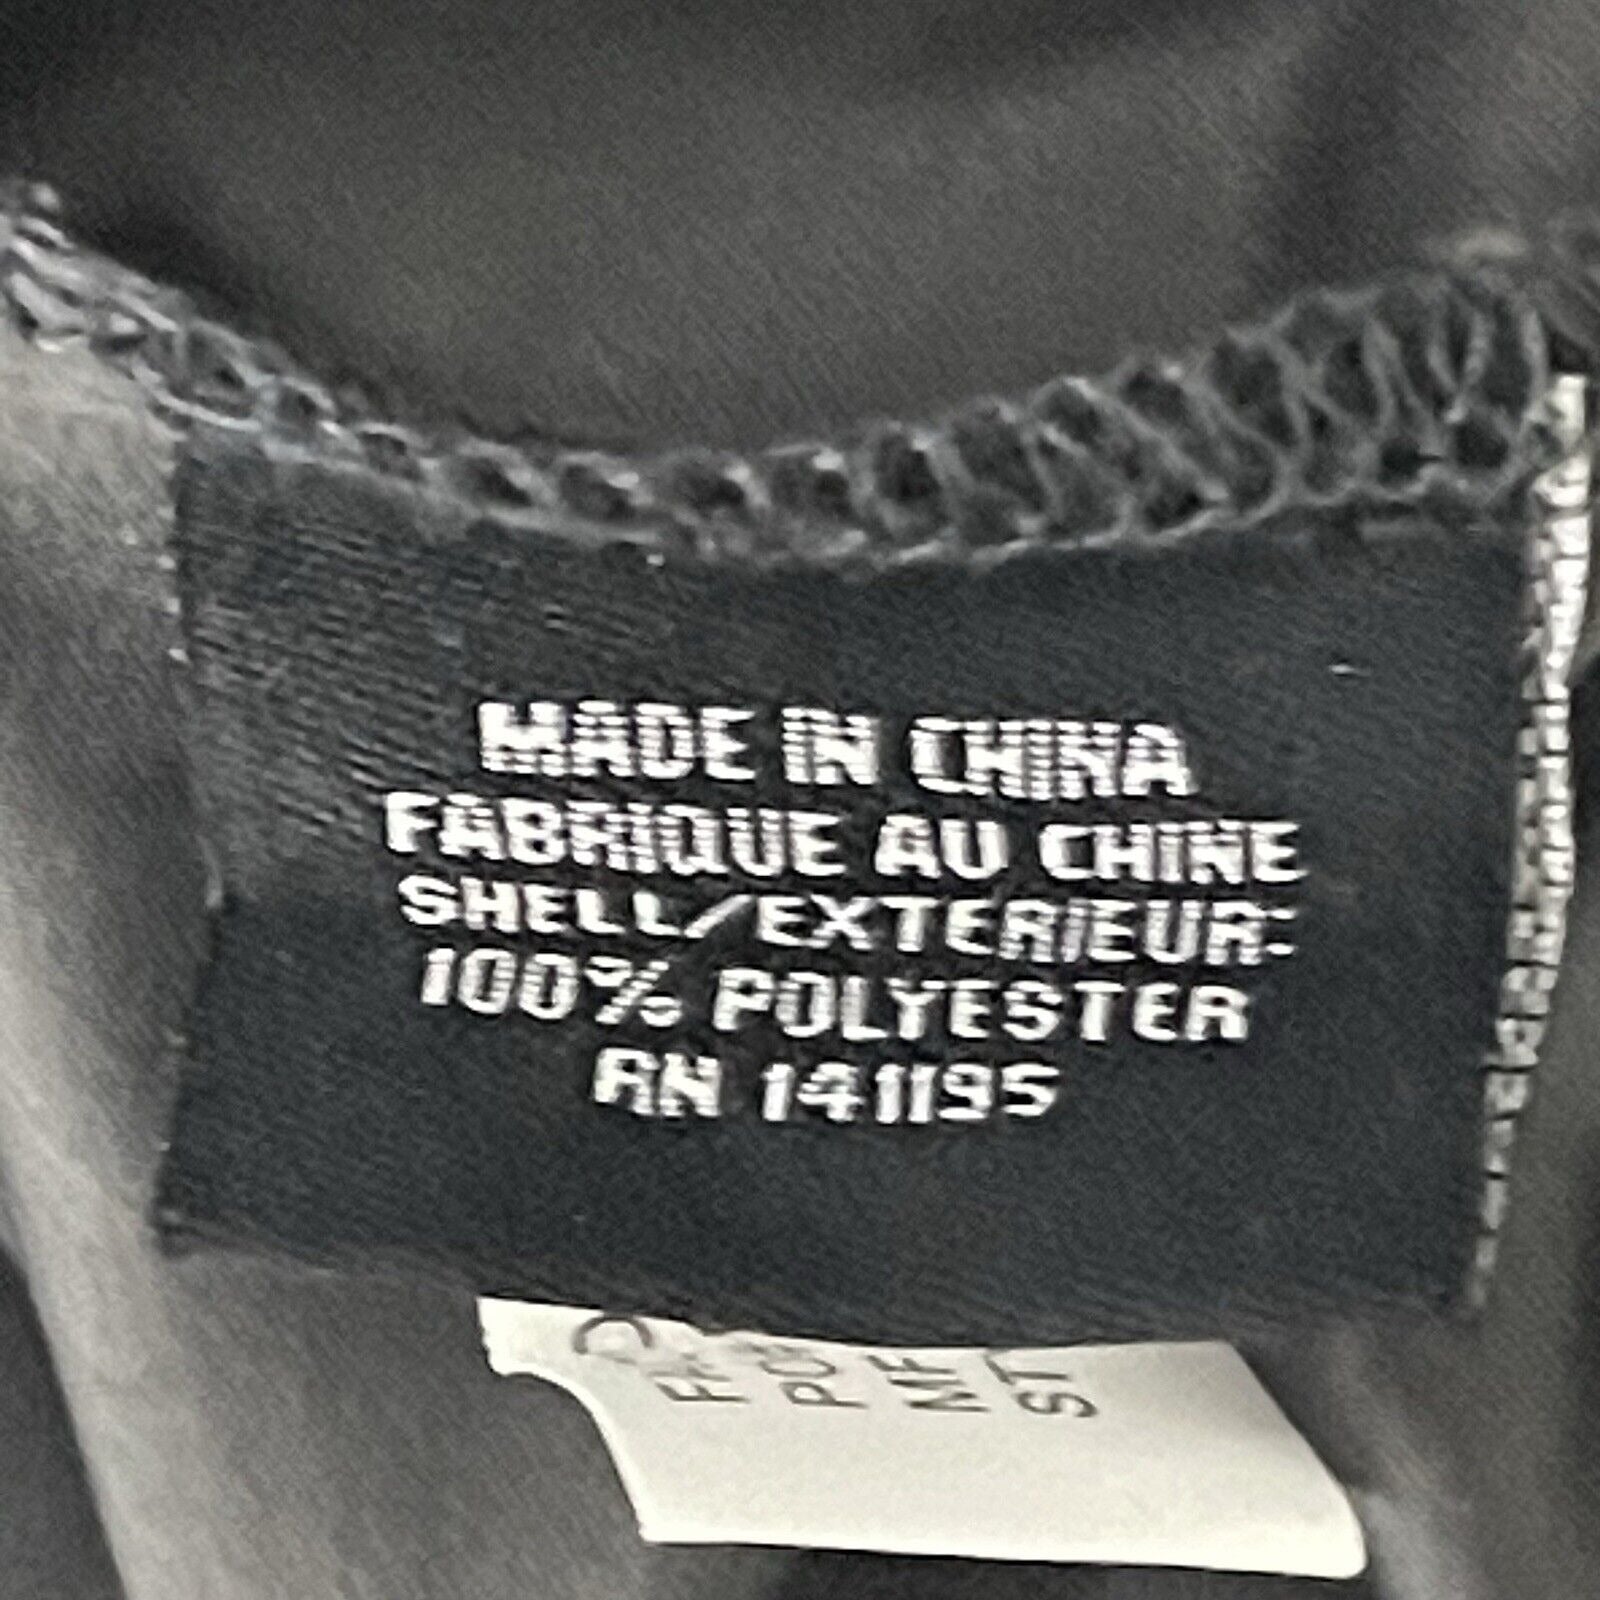 MADE IN CHINA
FABRIQUE AU CHINE
SHELL/EXTERIEUR:
100% POLYESTER
RN 141195